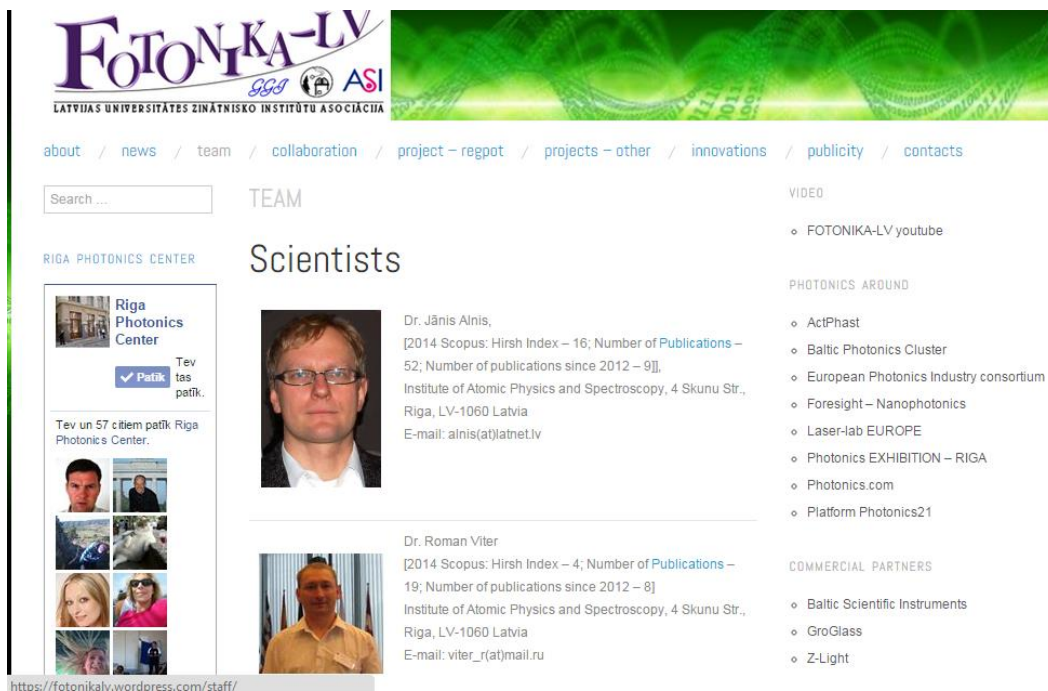 FOTONIKA-LV
GGI ASI
LATVIJAS UNIVERSITĀTES ZINĀTNISKO INSTITŪTU ASOCIĀCIJA
about / news / team / collaboration / project – regpot / projects – other / innovations / publicity / contacts
Search ...
RIGA PHOTONICS CENTER
Riga
Photonics
Center
Patīk
Tev
tas
patīk.
Tev un 57 citiem patīk Riga
Photonics Center.
TEAM
Scientists
Dr. Jānis Alnis,
[2014 Scopus: Hirsh Index – 16; Number of Publications –
52; Number of publications since 2012 – 9]],
Institute of Atomic Physics and Spectroscopy, 4 Skunu Str.,
Riga, LV-1060 Latvia
E-mail: alnis(at)latnet.lv
Dr. Roman Viter
[2014 Scopus: Hirsh Index – 4; Number of Publications –
19; Number of publications since 2012 – 8]
Institute of Atomic Physics and Spectroscopy, 4 Skunu Str.,
Riga, LV-1060 Latvia
E-mail: viter_r(at)mail.ru
VIDEO
FOTONIKA-LV youtube
PHOTONICS AROUND
ActPhast
Baltic Photonics Cluster
European Photonics Industry consortium
Foresight – Nanophotonics
Laser-lab EUROPE
Photonics EXHIBITION – RIGA
Photonics.com
Platform Photonics21
COMMERCIAL PARTNERS
Baltic Scientific Instruments
GroGlass
Z-Light
https://fotonikalv.wordpress.com/staff/